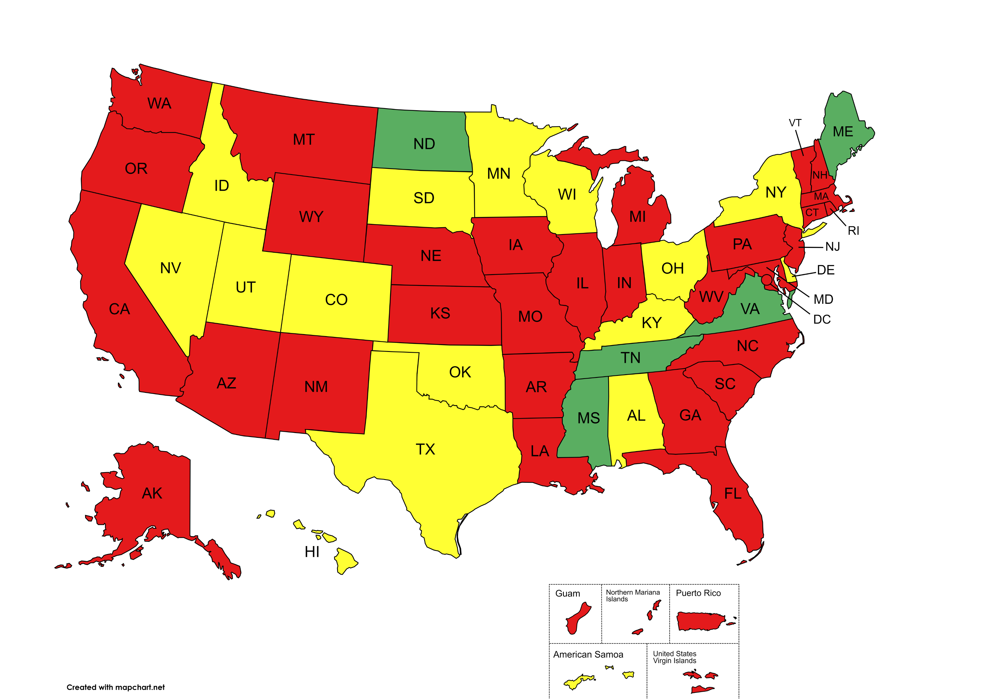 WA
VT
ME
MT
ND
OR
MN
NH
ID
NY
WI
SD
MA
CT
WY
MI
RI
PA
IA
NJ
NE
NV
OH
DE
IL
IN
UT
WV
CO
MD
CA
VA
KS
MO
DC
KY
NC
TN
OK
AZ
SC
NM
AR
GA
AL
MS
TX
LA
AK
FL
HI
Guam
Northern Mariana
Islands
Puerto Rico
American Samoa
United States
Virgin Islands
Created with mapchart.net